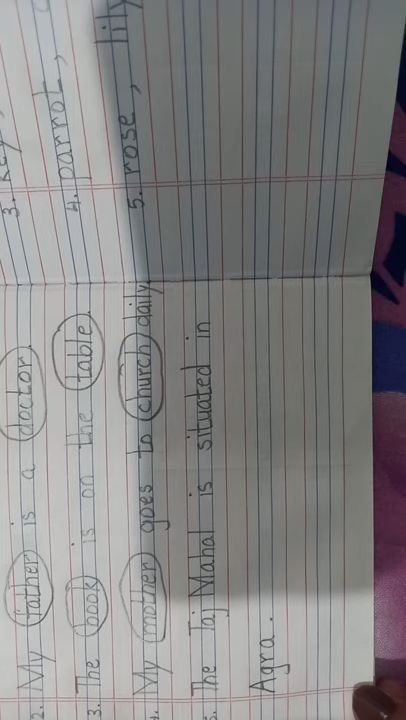 2. My father is a doctor.
3. The book is on the table.
4. My mother goes to church daily.
5. The Taj Mahal is situated in
Agra.
3. key,
4. parrot,
5. rose, lily